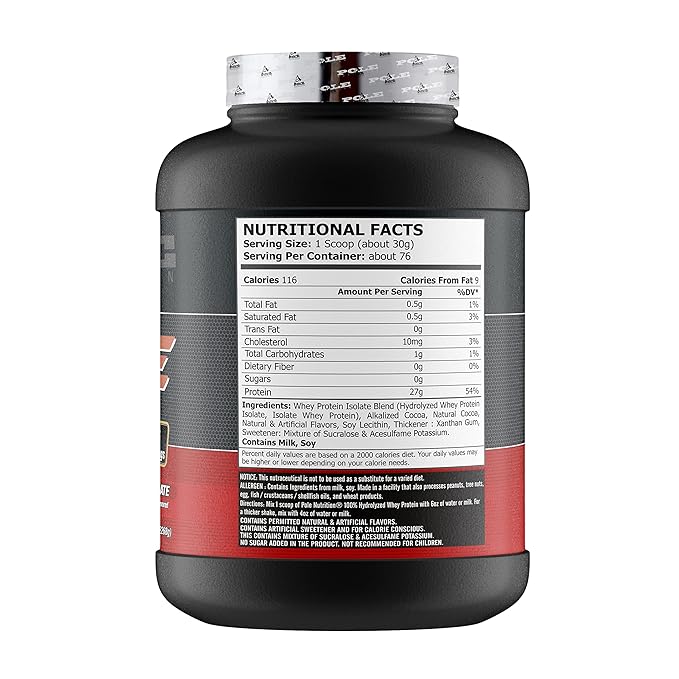 POLE POLE POLE
NUTRITIONAL FACTS
Serving Size: 1 Scoop (about 30g)
Serving Per Container: about 76
Calories 116 Calories From Fat 9
Amount Per Serving %DV*
Total Fat 0.5g 1%
Saturated Fat 0.5g 3%
Trans Fat 0g
Cholesterol 10mg 3%
Total Carbohydrates 1g 1%
Dietary Fiber 0g 0%
Sugars 0g
Protein 27g 54%
Ingredients: Whey Protein Isolate Blend (Hydrolyzed Whey Protein
Isolate, Isolate Whey Protein), Alkalized Cocoa, Natural Cocoa,
Natural & Artificial Flavors, Soy Lecithin, Thickener : Xanthan Gum,
Sweetener: Mixture of Sucralose & Acesulfame Potassium.
Contains Milk, Soy
Percent daily values are based on a 2000 calories diet. Your daily values may
be higher or lower depending on your calorie needs.
NOTICE: This nutraceutical is not to be used as a substitute for a varied diet.
ALLERGEN : Contains Ingredients from milk, soy. Made in a facility that also processes peanuts, tree nuts,
egg, fish / crustaceans / shellfish oils, and wheat products.
Directions: Mix 1 scoop of Pole Nutrition® 100% Hydrolyzed Whey Protein with 6oz of water or milk. For
a thicker shake, mix with 4oz of water or milk.
CONTAINS PERMITTED NATURAL & ARTIFICIAL FLAVORS.
CONTAINS ARTIFICIAL SWEETENER AND FOR CALORIE CONSCIOUS.
THIS CONTAINS MIXTURE OF SUCRALOSE & ACESULFAME POTASSIUM.
NO SUGAR ADDED IN THE PRODUCT. NOT RECOMMENDED FOR CHILDREN.